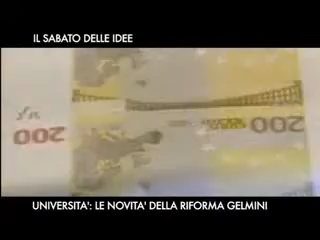 IL SABATO DELLE IDEE
200
200
UNIVERSITA': LE NOVITA' DELLA RIFORMA GELMINI